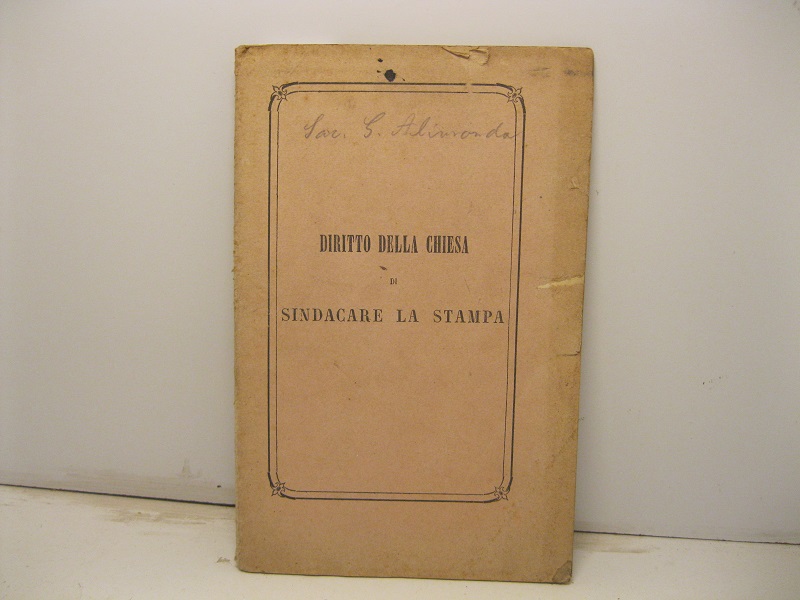 Sac. G. Alimonda
DIRITTO DELLA CHIESA
DI
SINDACARE LA STAMPA